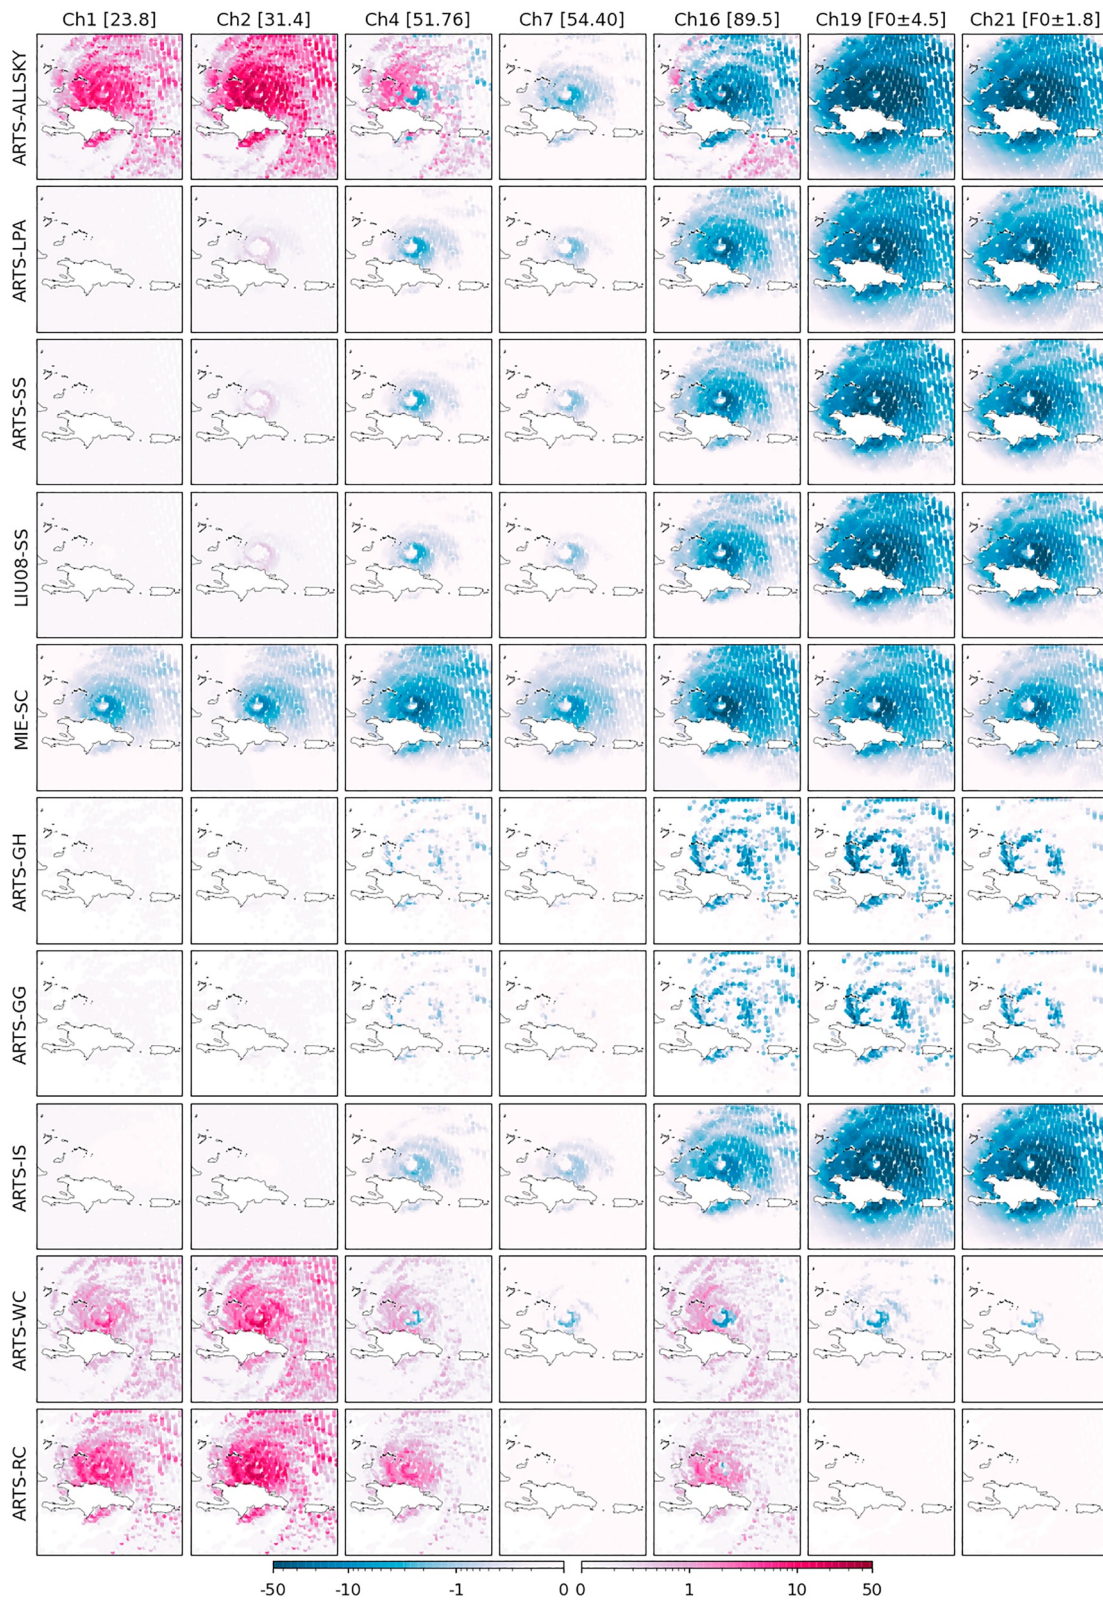 Ch1 [23.8] Ch2 [31.4] Ch4 [51.76] Ch7 [54.40] Ch16 [89.5] Ch19 [F0±4.5] Ch21 [F0±1.8]
ARTS-ALLSKY
ARTS-LPA
ARTS-SS
LIU08-SS
MIE-SC
ARTS-GH
ARTS-GG
ARTS-IS
ARTS-WC
ARTS-RC
-50 -10 -1 0 0 1 10 50